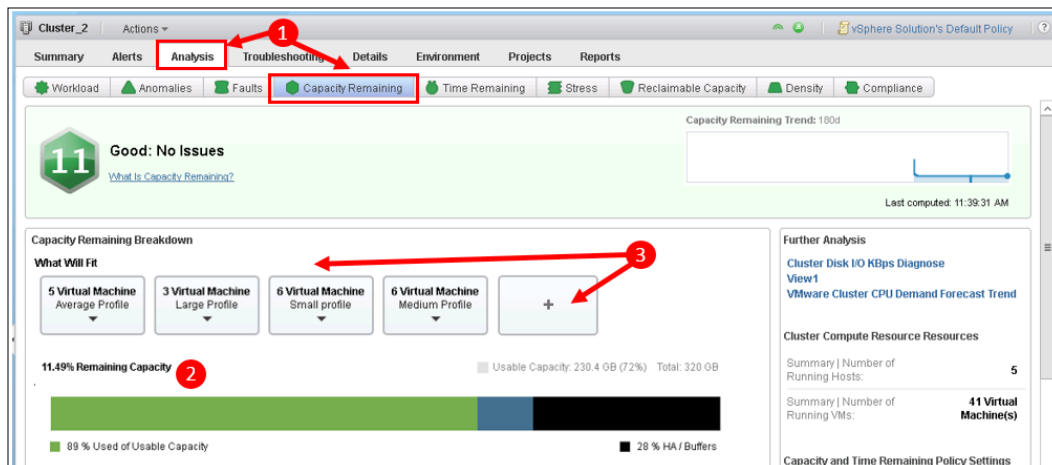 Cluster_2 Actions vSphere Solution's Default Policy ?
1
Summary Alerts Analysis Troubleshooting Details Environment Projects Reports
Workload Anomalies Faults Capacity Remaining Time Remaining Stress Reclaimable Capacity Density Compliance
Capacity Remaining Trend: 180d
11
Good: No Issues
What Is Capacity Remaining?
Last computed: 11:39:31 AM
Capacity Remaining Breakdown
What Will Fit
3
5 Virtual Machine
Average Profile
3 Virtual Machine
Large Profile
6 Virtual Machine
Small profile
6 Virtual Machine
Medium Profile
+
11.49% Remaining Capacity
2
Usable Capacity: 230.4 GB (72%) Total: 320 GB
89 % Used of Usable Capacity
28 % HA / Buffers
Further Analysis
Cluster Disk I/O KBps Diagnose
View1
VMware Cluster CPU Demand Forecast Trend
Cluster Compute Resource Resources
Summary | Number of
Running Hosts:
5
Summary | Number of
Running VMs:
41 Virtual
Machine(s)
Capacity and Time Remaining Policy Settings